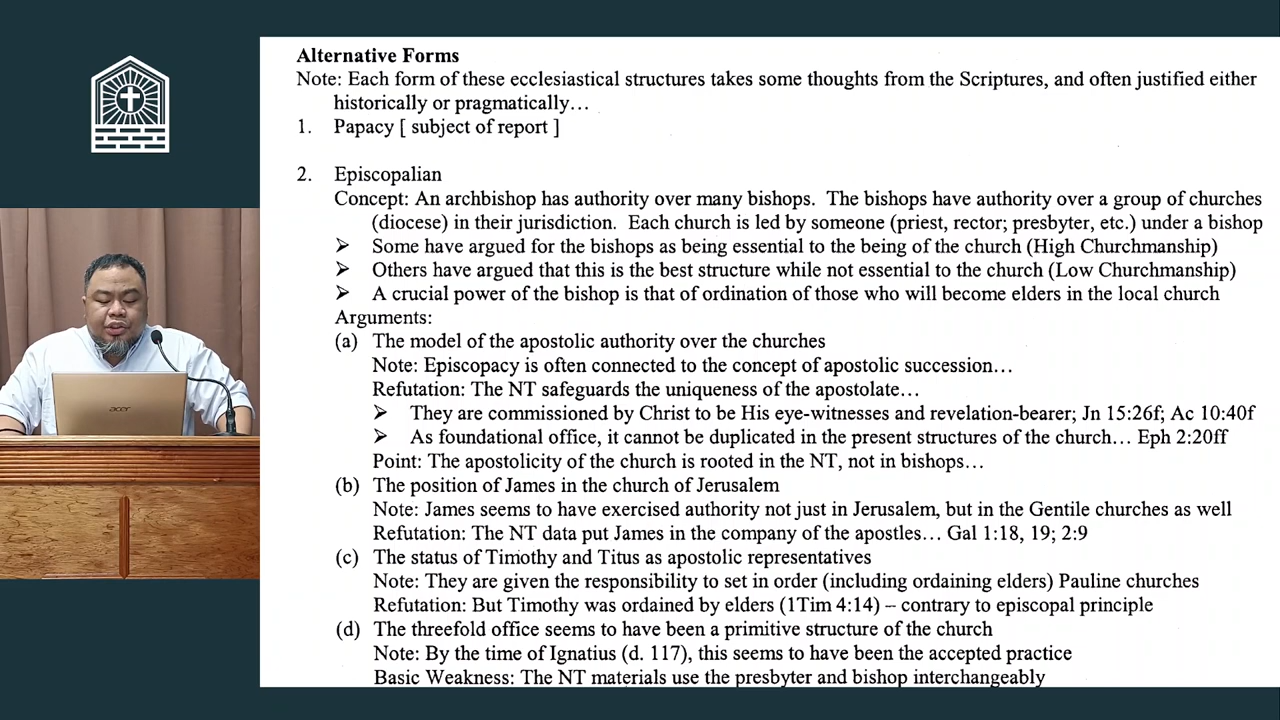 Alternative Forms
Note: Each form of these ecclesiastical structures takes some thoughts from the Scriptures, and often justified either
historically or pragmatically…
1. Papacy [ subject of report ]
2. Episcopalian
Concept: An archbishop has authority over many bishops. The bishops have authority over a group of churches
(diocese) in their jurisdiction. Each church is led by someone (priest, rector; presbyter, etc.) under a bishop
➢ Some have argued for the bishops as being essential to the being of the church (High Churchmanship)
➢ Others have argued that this is the best structure while not essential to the church (Low Churchmanship)
➢ A crucial power of the bishop is that of ordination of those who will become elders in the local church
Arguments:
(a) The model of the apostolic authority over the churches
Note: Episcopacy is often connected to the concept of apostolic succession…
Refutation: The NT safeguards the uniqueness of the apostolate…
➢ They are commissioned by Christ to be His eye-witnesses and revelation-bearer; Jn 15:26f; Ac 10:40f
➢ As foundational office, it cannot be duplicated in the present structures of the church… Eph 2:20ff
Point: The apostolicity of the church is rooted in the NT, not in bishops…
(b) The position of James in the church of Jerusalem
Note: James seems to have exercised authority not just in Jerusalem, but in the Gentile churches as well
Refutation: The NT data put James in the company of the apostles… Gal 1:18, 19; 2:9
(c) The status of Timothy and Titus as apostolic representatives
Note: They are given the responsibility to set in order (including ordaining elders) Pauline churches
Refutation: But Timothy was ordained by elders (1Tim 4:14) – contrary to episcopal principle
(d) The threefold office seems to have been a primitive structure of the church
Note: By the time of Ignatius (d. 117), this seems to have been the accepted practice
Basic Weakness: The NT materials use the presbyter and bishop interchangeably
acer